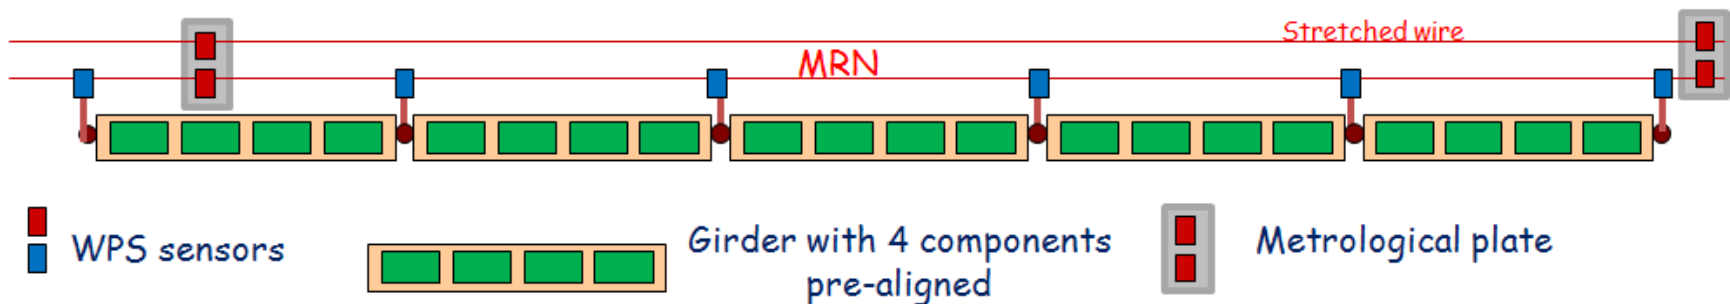 Stretched wire
MRN
WPS sensors
Girder with 4 components
pre-aligned
Metrological plate